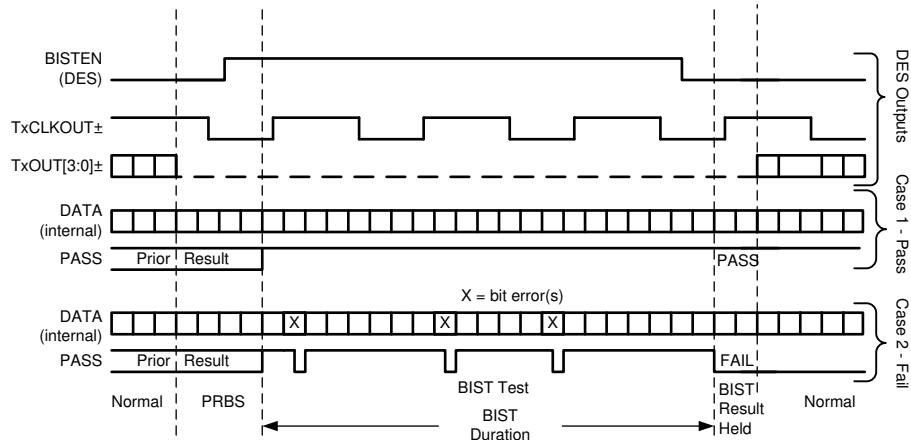 BISTEN
(DES)
TxCLKOUT±
TxOUT[3:0]±
DES Outputs
DATA
(internal)
PASS
Prior Result
PASS
Case 1 - Pass
X = bit error(s)
DATA
(internal)
X X X
PASS
Prior Result
FAIL
Case 2 - Fail
Normal
PRBS
BIST Test
BIST
Duration
BIST
Result
Held
Normal